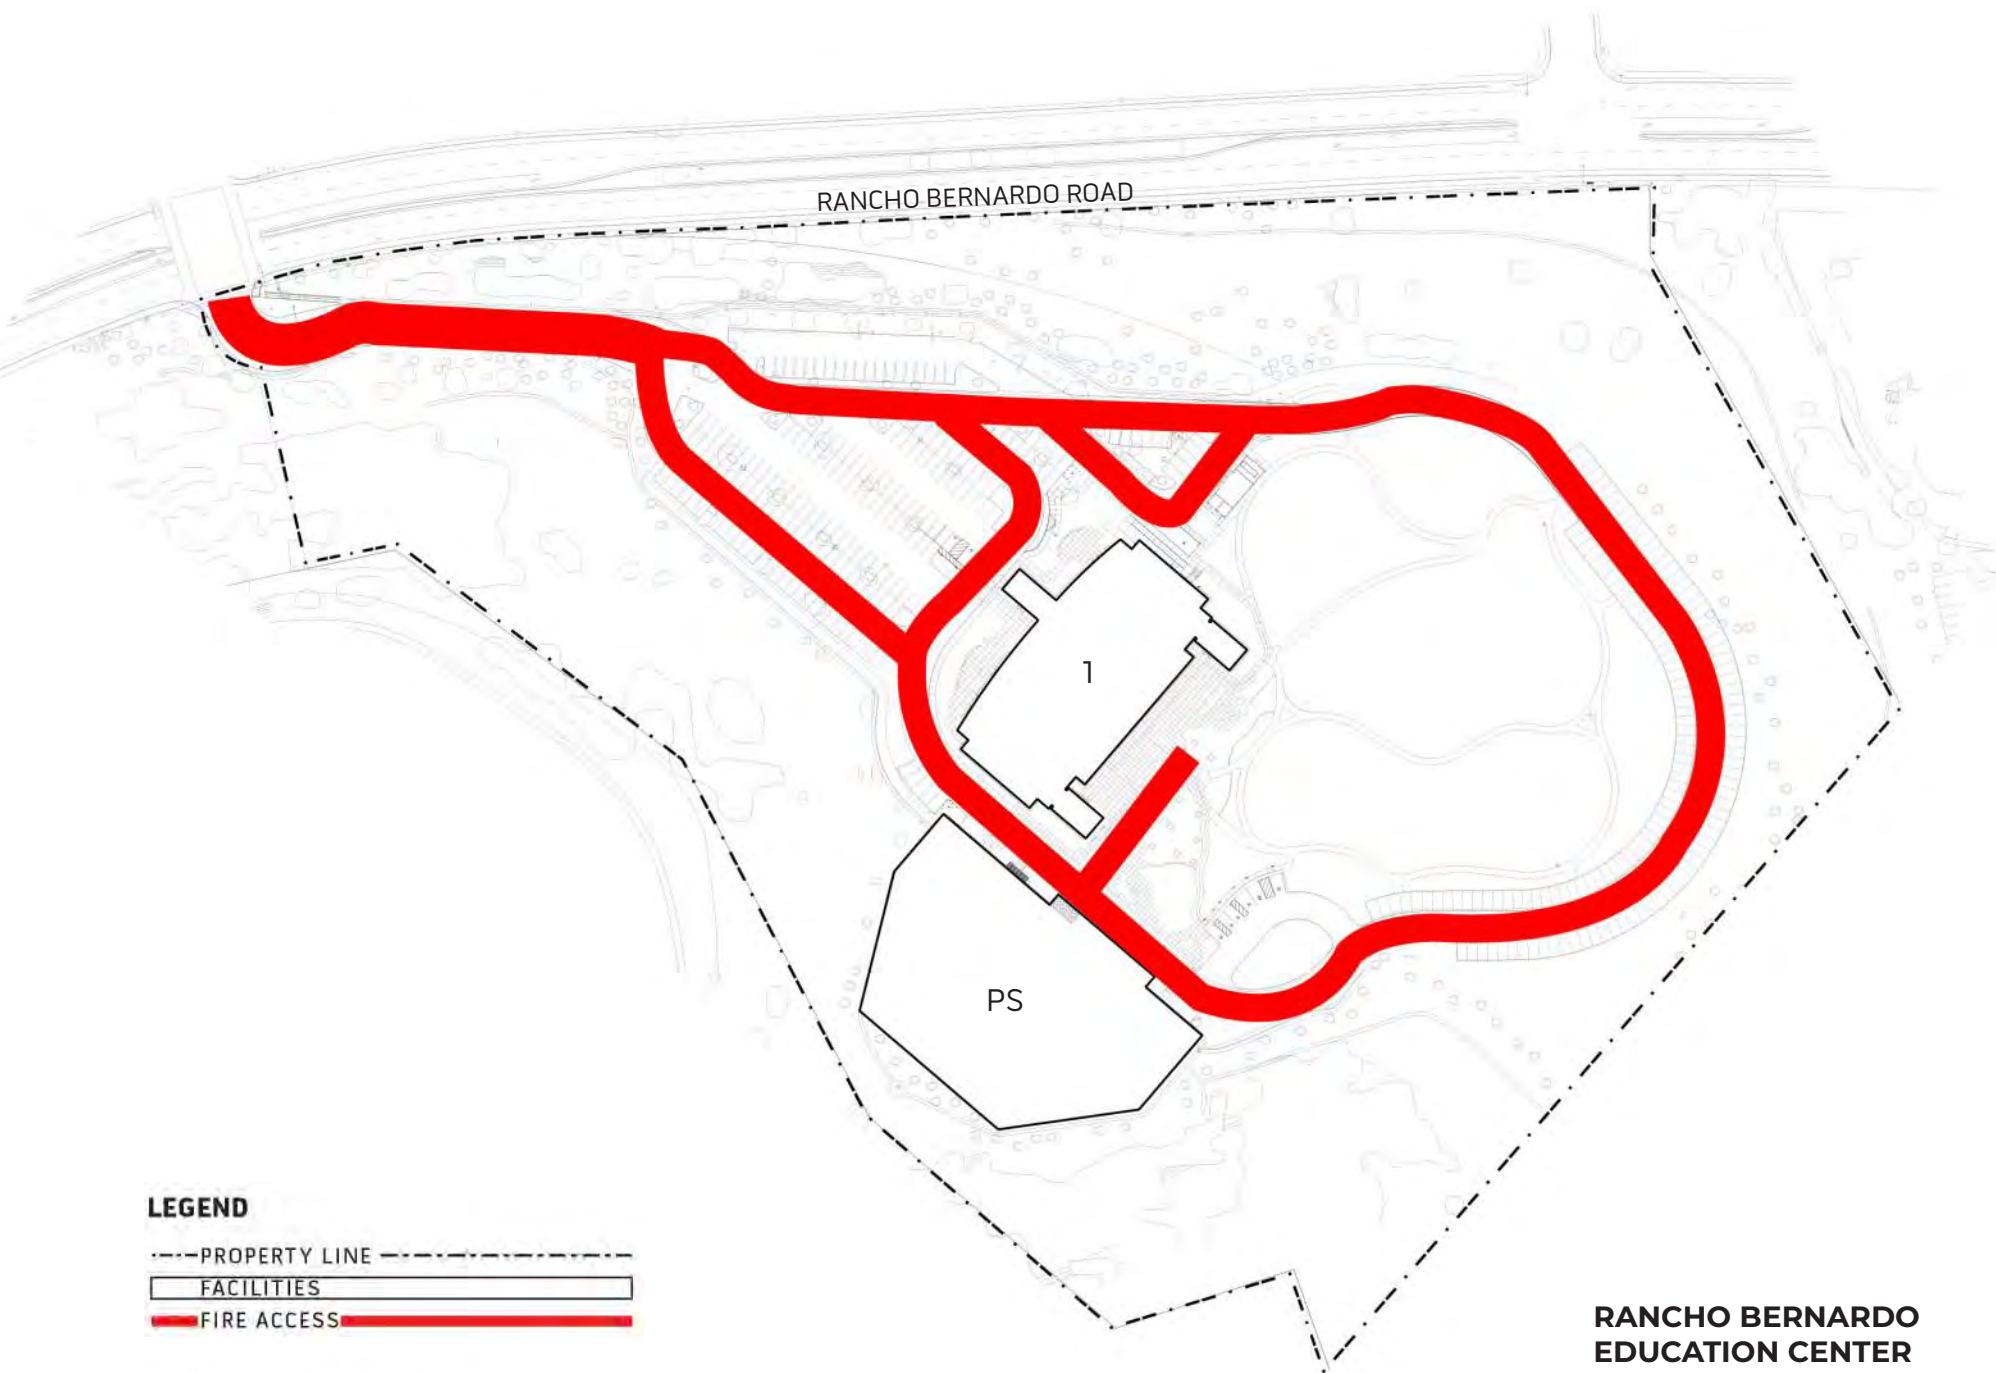 RANCHO BERNARDO ROAD
1
PS
LEGEND
PROPERTY LINE
FACILITIES
FIRE ACCESS
RANCHO BERNARDO
EDUCATION CENTER